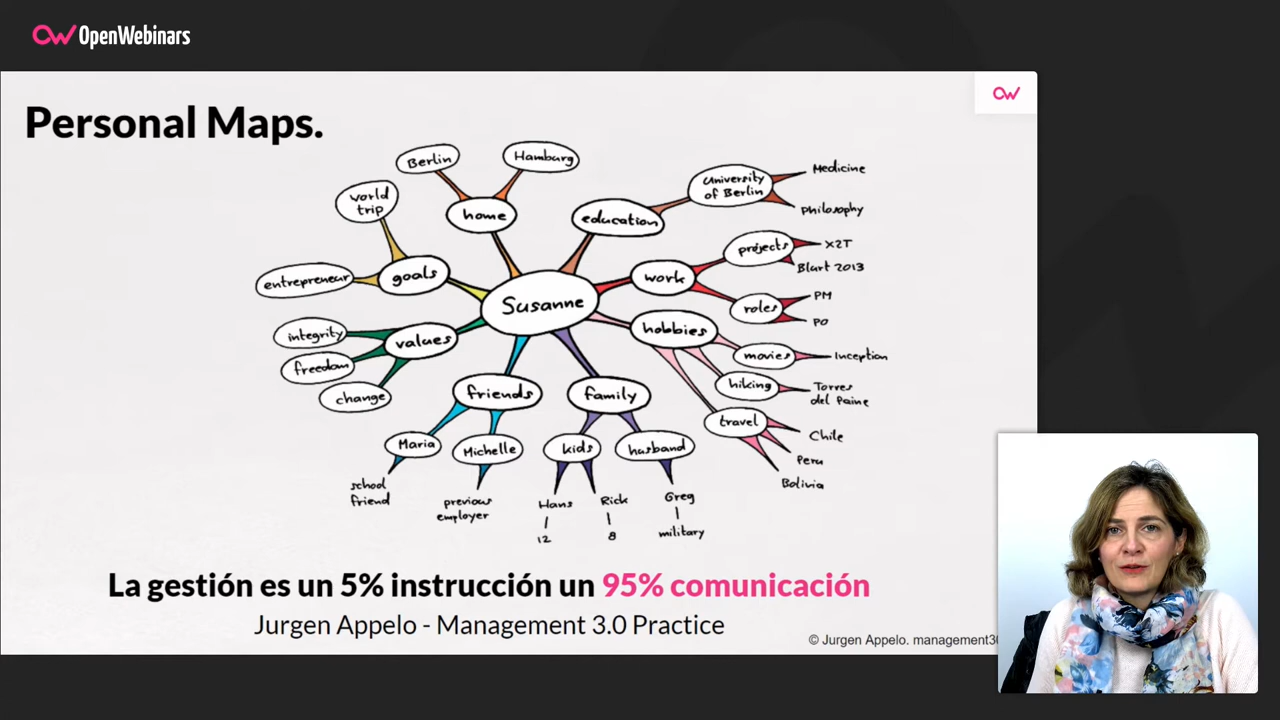 OpenWebinars
Personal Maps.
Berlin
Hamburg
world
trip
home
education
University
of Berlin
Medicine
Philosophy
entrepreneur
goals
Susanne
work
projects
X2T
Blurt 2013
roles
PM
PO
integrity
freedom
change
values
hobbies
movies
Inception
hiking
Torres
del Paine
travel
Chile
Peru
Bolivia
friends
family
Maria
Michelle
kids
husband
school
friend
previous
employer
Hans
12
Rick
8
Greg
military
La gestión es un 5% instrucción un 95% comunicación
Jurgen Appelo - Management 3.0 Practice
© Jurgen Appelo. management30